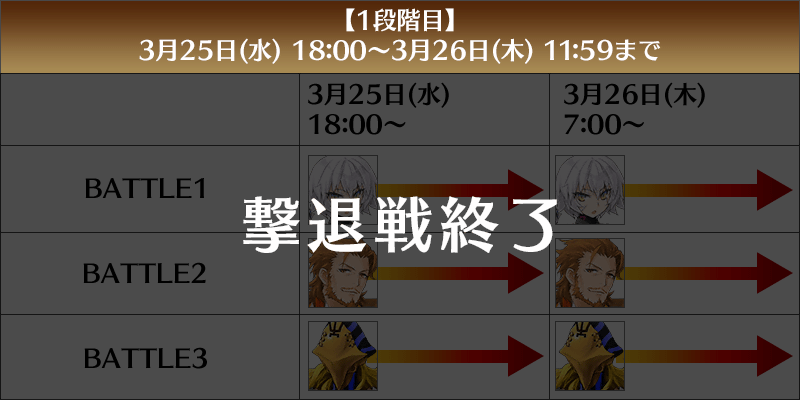 【1段階目】
3月25日(水) 18:00～3月26日(木) 11:59まで
3月25日(水)
18:00～
3月26日(木)
7:00～
BATTLE1
撃退戦終了
BATTLE2
BATTLE3